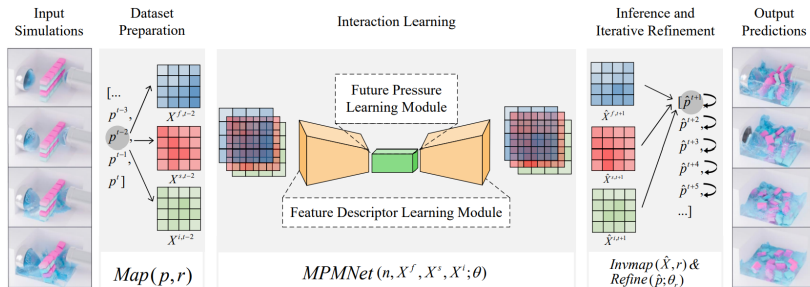 Input
Simulations
Dataset
Preparation
Interaction Learning
Inference and
Iterative Refinement
Output
Predictions
[...
p^{t-3},
p^{t-2},
p^{t-1},
p^t]
X^{f,t-2}
X^{s,t-2}
X^{i,t-2}
Map(p,r)
Future Pressure
Learning Module
Feature Descriptor Learning Module
MPMNet(n, X^f, X^s, X^i; θ)
X̂^{f,t+1}
X̂^{s,t+1}
X̂^{i,t+1}
[p̂^{t+1},
p̂^{t+2},
p̂^{t+3},
p̂^{t+4},
p̂^{t+5},
...]
Invmap(X̂,r) &
Refine(p̂;θ_r)